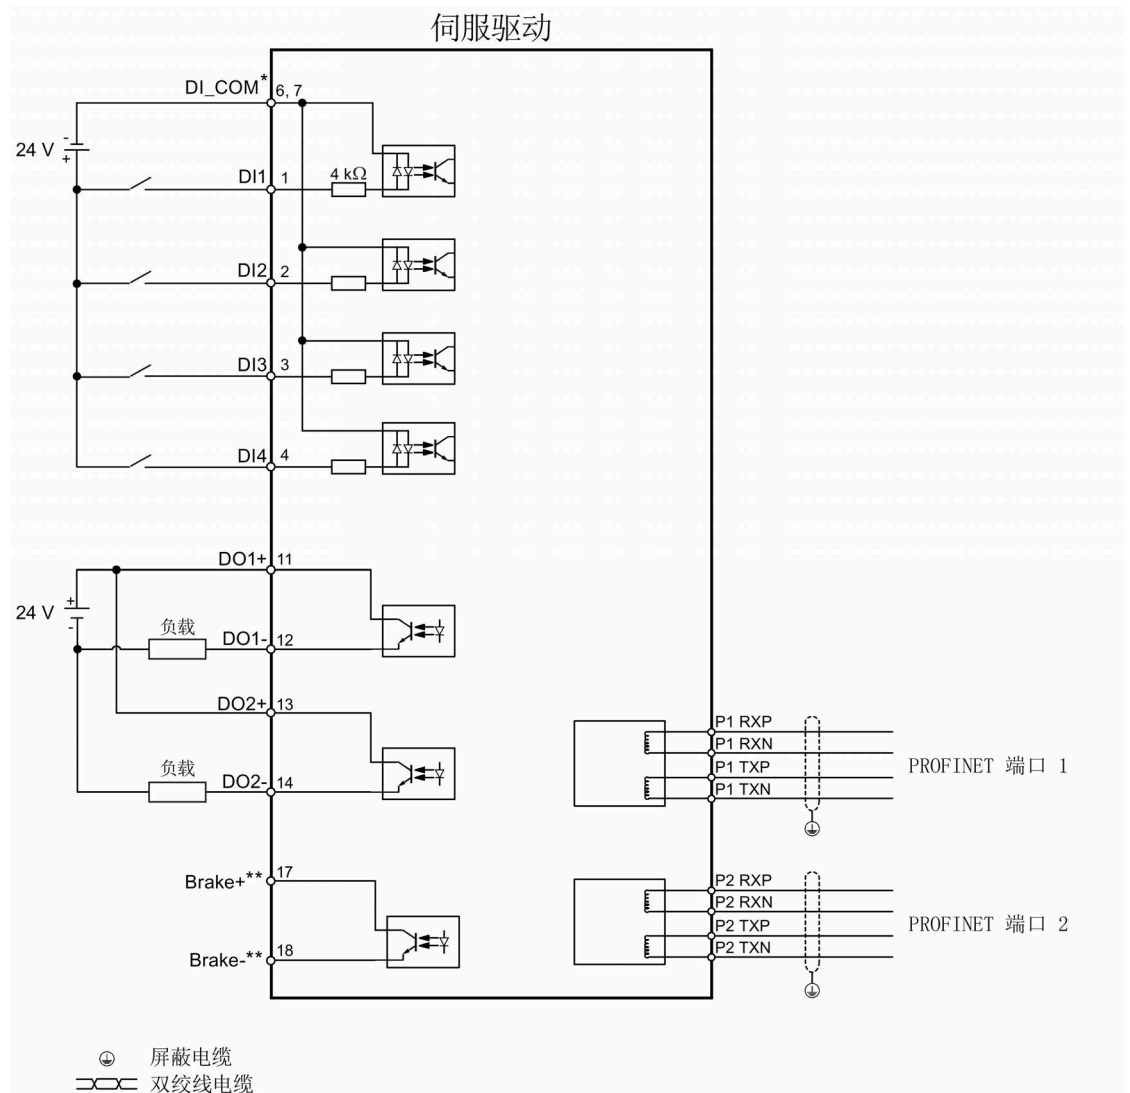 伺服驱动
DI_COM*
6, 7
24 V
-
+
DI1
1
4 kΩ
DI2
2
DI3
3
DI4
4
DO1+
11
24 V
+
-
负载
DO1-
12
DO2+
13
负载
DO2-
14
Brake+**
17
Brake-**
18
P1 RXP
P1 RXN
P1 TXP
P1 TXN
PROFINET 端口 1
P2 RXP
P2 RXN
P2 TXP
P2 TXN
PROFINET 端口 2
屏蔽电缆
双绞线电缆